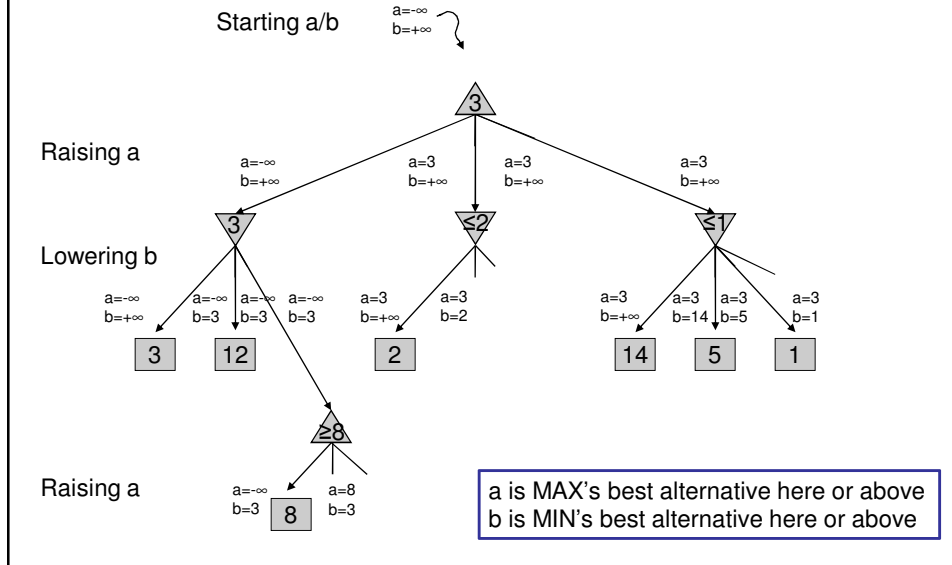 Starting a/b
a=-∞
b=+∞
3
Raising a
a=-∞
b=+∞
a=3
b=+∞
a=3
b=+∞
a=3
b=+∞
3
≤2
≤1
Lowering b
a=-∞
b=+∞
a=-∞
b=3
a=-∞
b=3
a=-∞
b=3
a=3
b=+∞
a=3
b=2
a=3
b=+∞
a=3
b=14
a=3
b=5
a=3
b=1
3
12
2
14
5
1
≥8
Raising a
a=-∞
b=3
8
a=8
b=3
a is MAX's best alternative here or above
b is MIN's best alternative here or above